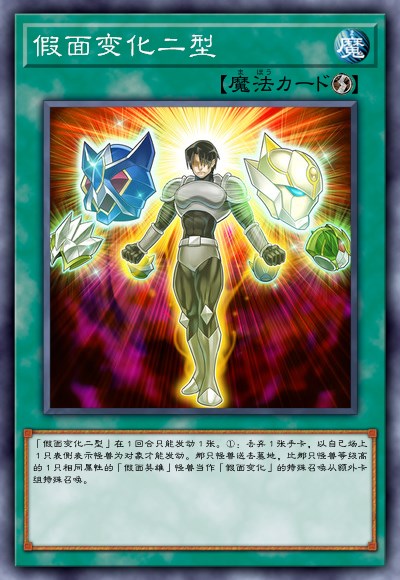 假面变化二型
魔
【魔法カード】
ま ほう
「假面变化二型」在1回合只能发动1张。①：丢弃1张手卡，以自己场上
1只表侧表示怪兽为对象才能发动。那只怪兽送去墓地，比那只怪兽等级高
的1只相同属性的「假面英雄」怪兽当作「假面变化」的特殊召唤从额外卡
组特殊召唤。